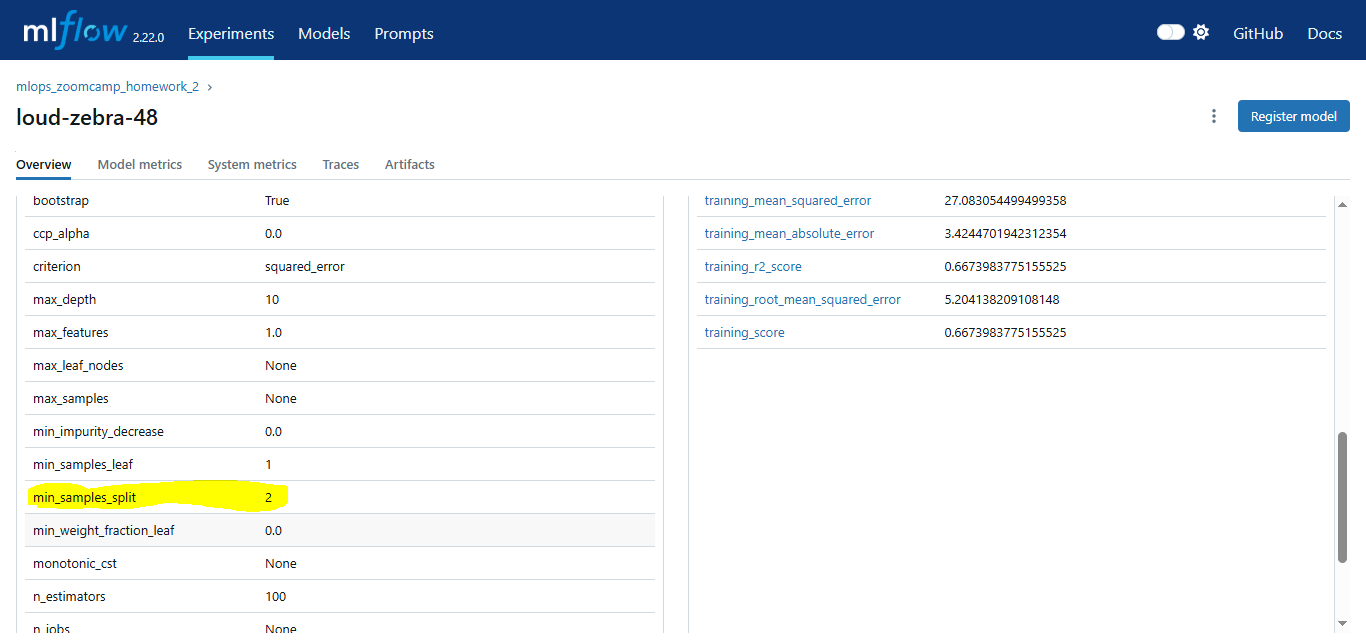 mlflow 2.22.0 Experiments Models Prompts GitHub Docs
mlops_zoomcamp_homework_2 >
loud-zebra-48
Register model
Overview Model metrics System metrics Traces Artifacts
bootstrap True
ccp_alpha 0.0
criterion squared_error
max_depth 10
max_features 1.0
max_leaf_nodes None
max_samples None
min_impurity_decrease 0.0
min_samples_leaf 1
min_samples_split 2
min_weight_fraction_leaf 0.0
monotonic_cst None
n_estimators 100
n_jobs None
training_mean_squared_error 27.083054499499358
training_mean_absolute_error 3.4244701942312354
training_r2_score 0.6673983775155525
training_root_mean_squared_error 5.204138209108148
training_score 0.6673983775155525